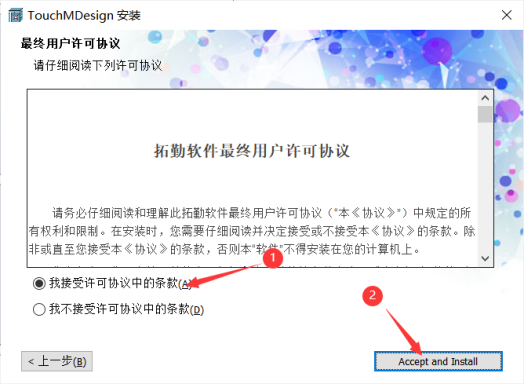 TouchMDesign 安装
最终用户许可协议
请仔细阅读下列许可协议
拓勤软件最终用户许可协议
请务必仔细阅读和理解此拓勤软件最终用户许可协议("本《协议》")中规定的所
有权利和限制。在安装时，您需要仔细阅读并决定接受或不接受本《协议》的条款。除
非或直至您接受本《协议》的条款，否则本"软件"不得安装在您的计算机上。
1
我接受许可协议中的条款(A)
我不接受许可协议中的条款(D)
2
< 上一步(B)
Accept and Install